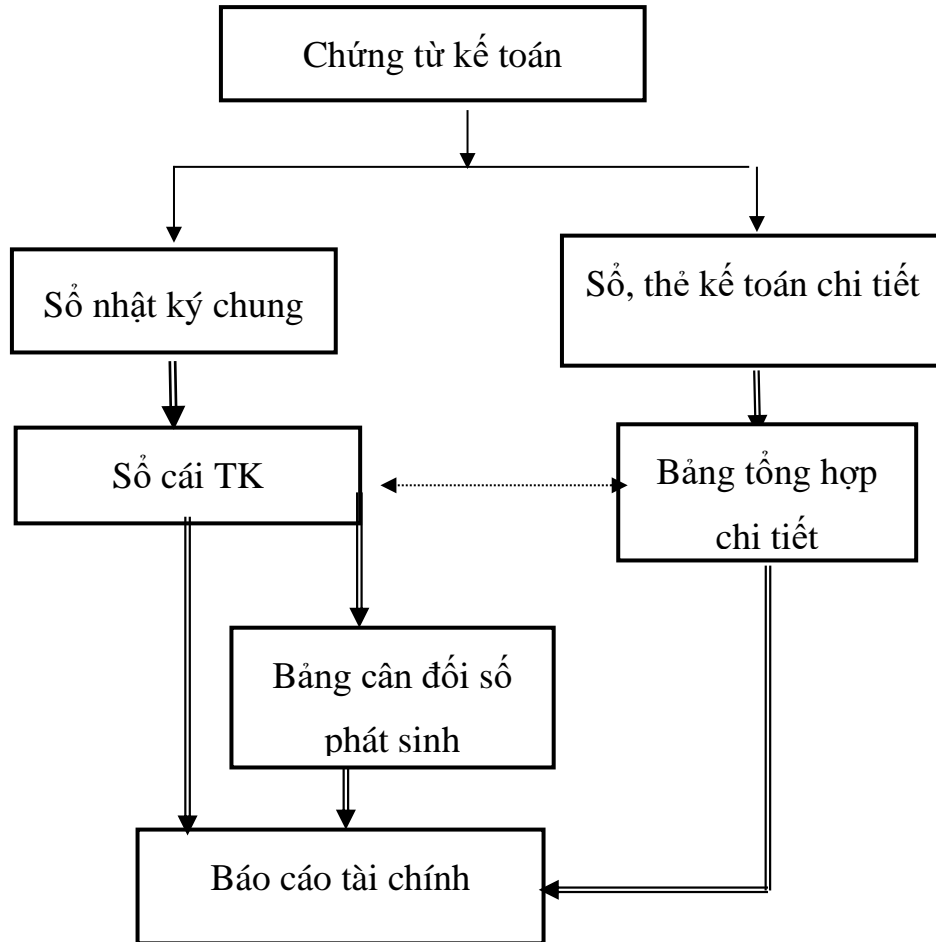 Chứng từ kế toán
Sổ nhật ký chung
Sổ, thẻ kế toán chi tiết
Sổ cái TK
Bảng tổng hợp
chi tiết
Bảng cân đối số
phát sinh
Báo cáo tài chính